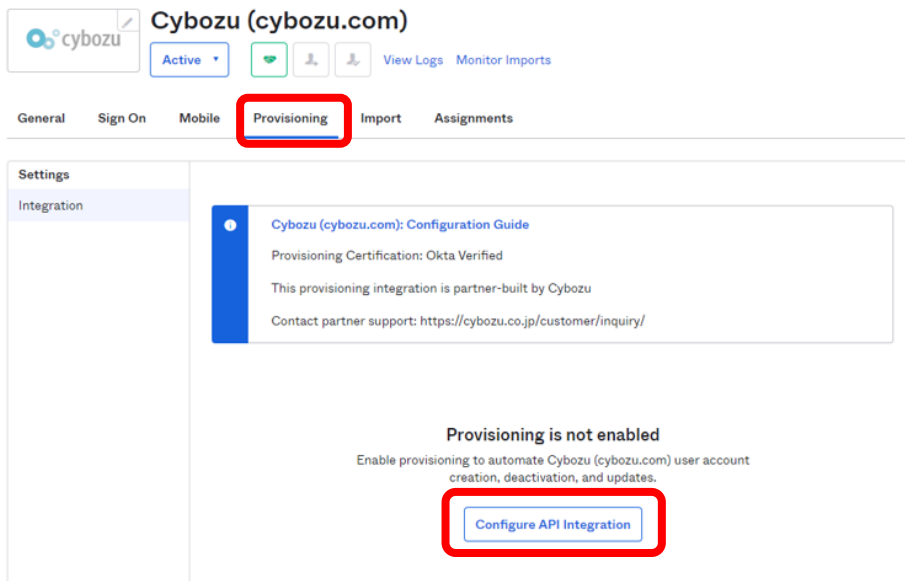 cybozu
Cybozu (cybozu.com)
Active
View Logs Monitor Imports
General Sign On Mobile Provisioning Import Assignments
Settings
Integration
Cybozu (cybozu.com): Configuration Guide
Provisioning Certification: Okta Verified
This provisioning integration is partner-built by Cybozu
Contact partner support: https://cybozu.co.jp/customer/inquiry/
Provisioning is not enabled
Enable provisioning to automate Cybozu (cybozu.com) user account
creation, deactivation, and updates.
Configure API Integration